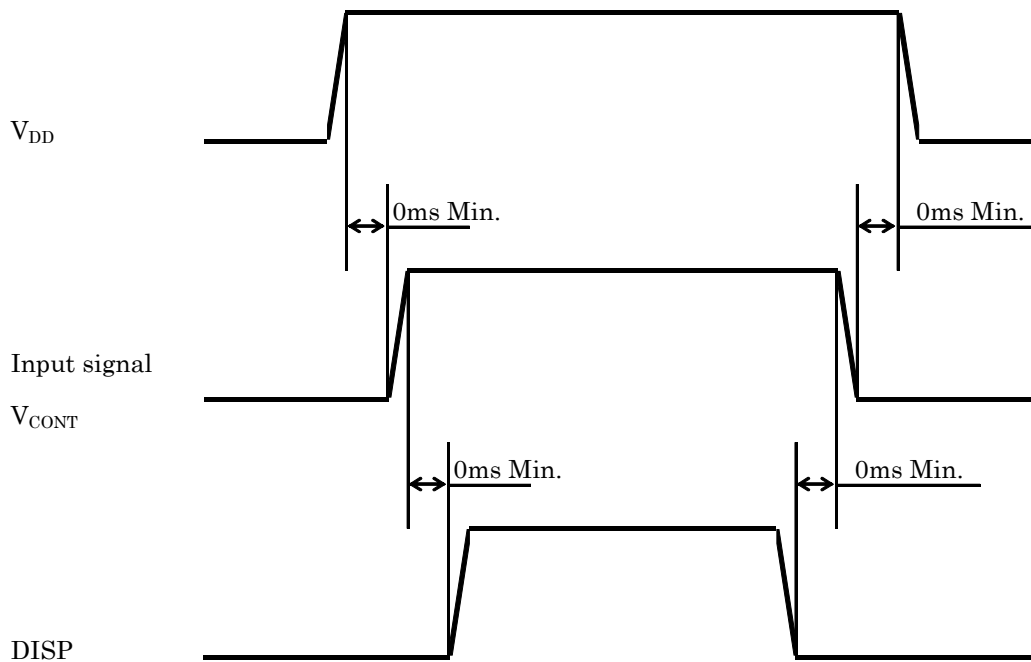 V_DD
0ms Min. 0ms Min.
Input signal
V_CONT
0ms Min. 0ms Min.
DISP